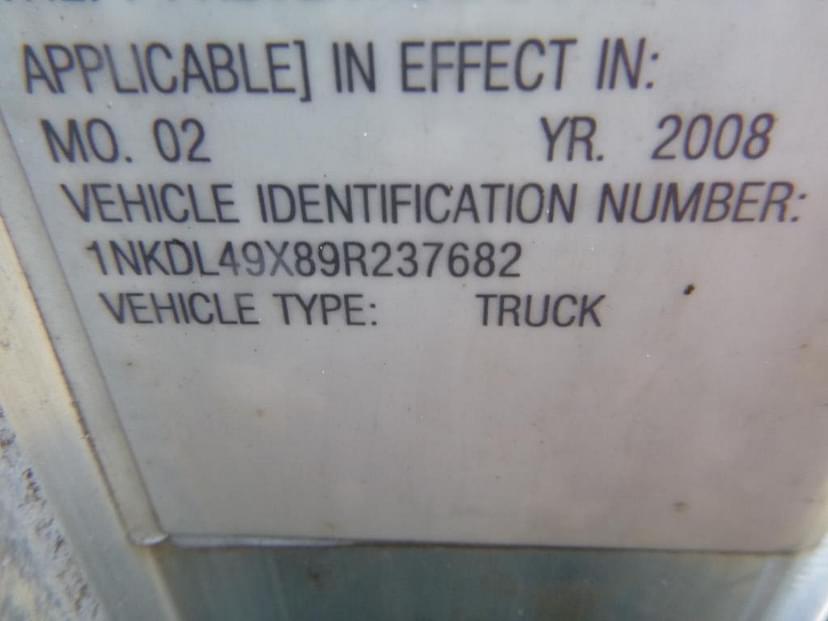 APPLICABLE] IN EFFECT IN:
MO. 02 YR. 2008
VEHICLE IDENTIFICATION NUMBER:
1NKDL49X89R237682
VEHICLE TYPE: TRUCK